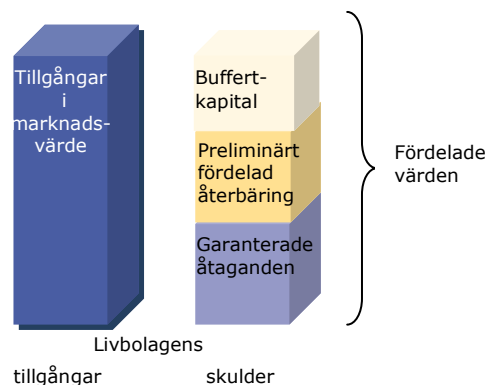 Tillgångar
i
marknads-
värde
Buffert-
kapital
Preliminärt
fördelad
återbäring
Garanterade
åtaganden
Fördelade
värden
Livbolagens
tillgångar skulder